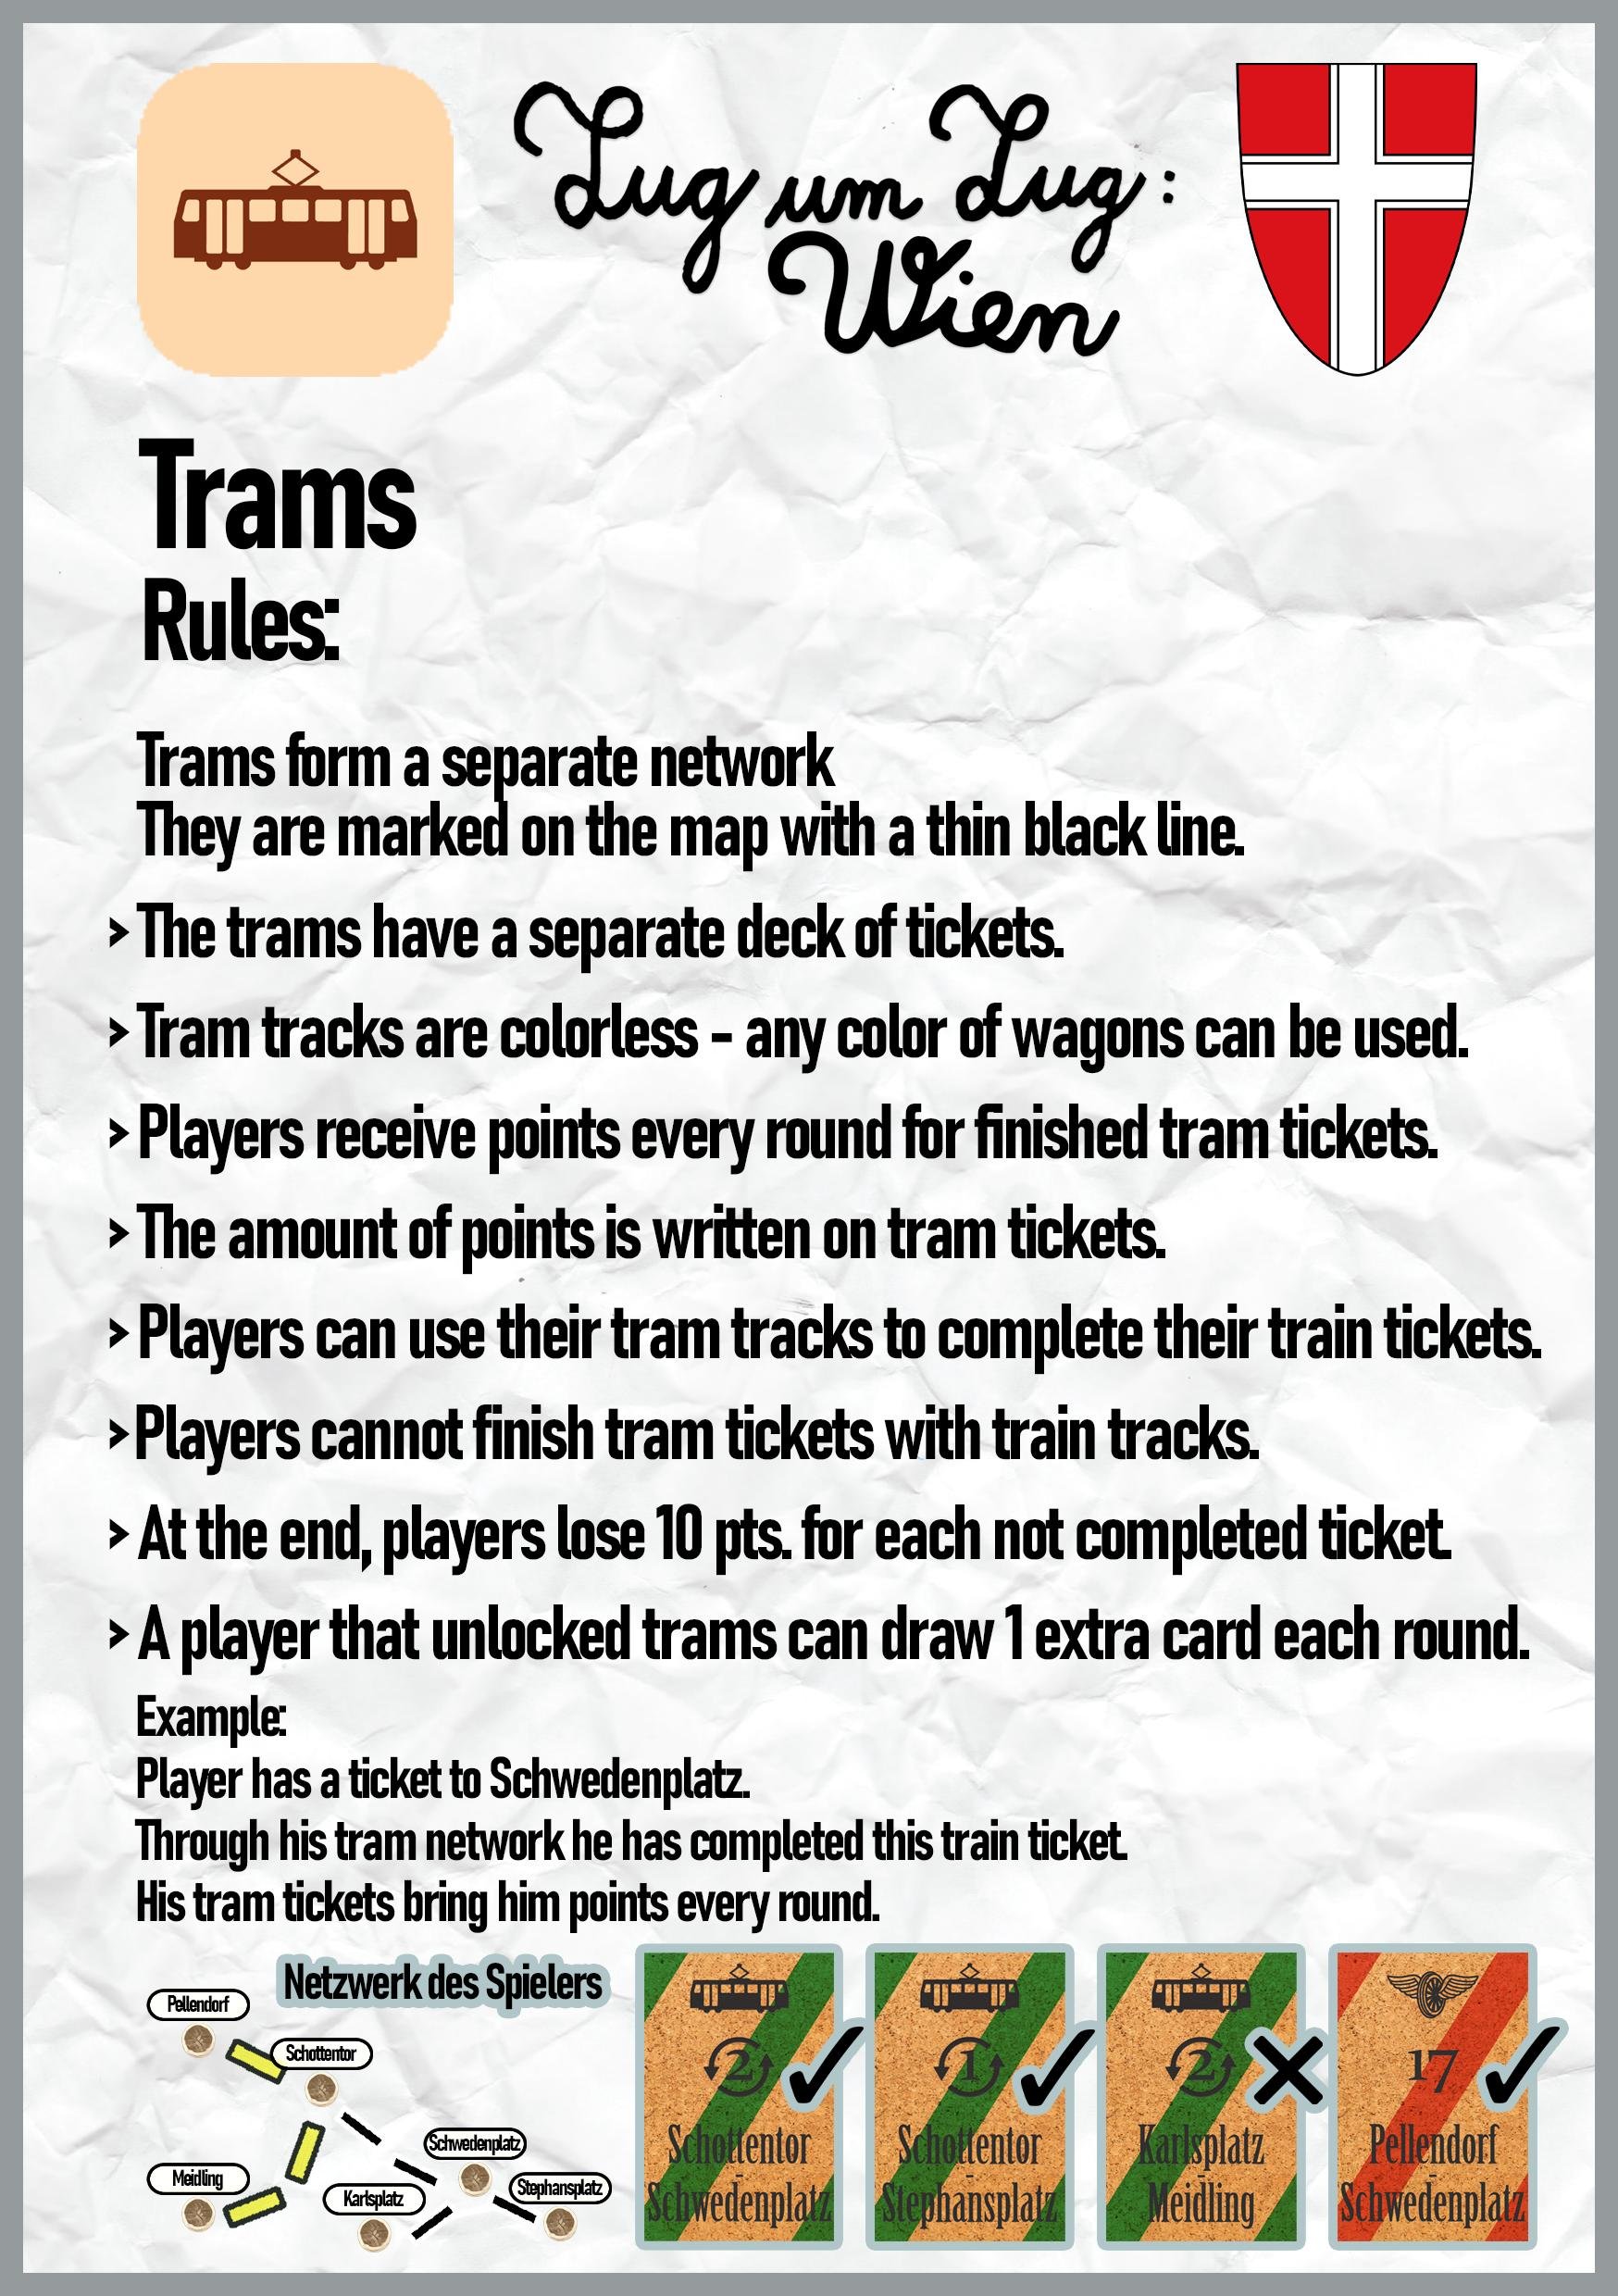 Zug um Zug:
Wien
Trams
Rules:
Trams form a separate network
They are marked on the map with a thin black line.
> The trams have a separate deck of tickets.
> Tram tracks are colorless - any color of wagons can be used.
> Players receive points every round for finished tram tickets.
> The amount of points is written on tram tickets.
> Players can use their tram tracks to complete their train tickets.
> Players cannot finish tram tickets with train tracks.
> At the end, players lose 10 pts. for each not completed ticket.
> A player that unlocked trams can draw 1 extra card each round.
Example:
Player has a ticket to Schwedenplatz.
Through his tram network he has completed this train ticket.
His tram tickets bring him points every round.
Netzwerk des Spielers
Pellendorf
Schottentor
Schwedenplatz
Meidling
Karlsplatz
Stephansplatz
2
Schottentor
-
Schwedenplatz
1
Schottentor
-
Stephansplatz
2
Karlsplatz
-
Meidling
17
Pellendorf
-
Schwedenplatz